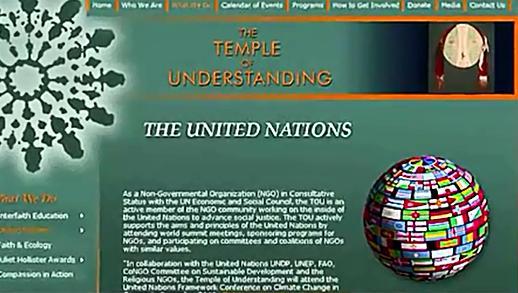 Home
Who We Are
What We Do
Calendar of Events
Programs
How to Get Involved
Donate
Media
Contact Us
THE
TEMPLE
OF
UNDERSTANDING
THE UNITED NATIONS
What We Do
Interfaith Education
Faith & Ecology
Juliet Hollister Awards
Compassion in Action
As a Non-Governmental Organization (NGO) in Consultative
Status with the UN Economic and Social Council, the TOU is an
active member of the NGO community working on the inside of
the United Nations to advance social justice. The TOU actively
supports the aims and principles of the United Nations by
attending world summit meetings, sponsoring programs for
NGOs, and participating on committees and coalitions of NGOs
with similar values.
"In collaboration with the United Nations UNDP, UNEP, FAO,
CoNGO Committee on Sustainable Development and the
Religious NGOs, the Temple of Understanding will attend the
United Nations Framework Conference on Climate Change in